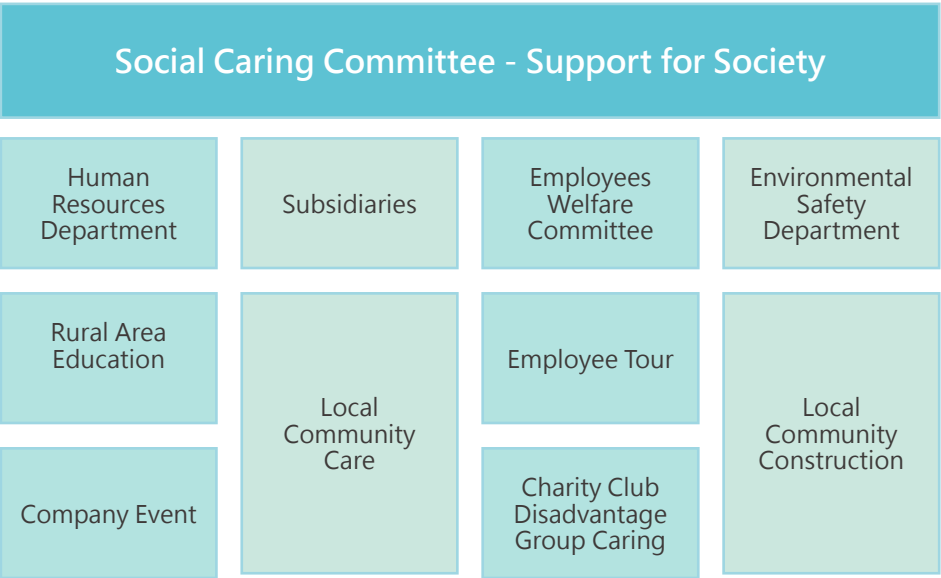 Social Caring Committee - Support for Society
Human
Resources
Department
Subsidiaries
Employees
Welfare
Committee
Environmental
Safety
Department
Rural Area
Education
Local
Community
Care
Employee Tour
Local
Community
Construction
Company Event
Charity Club
Disadvantage
Group Caring